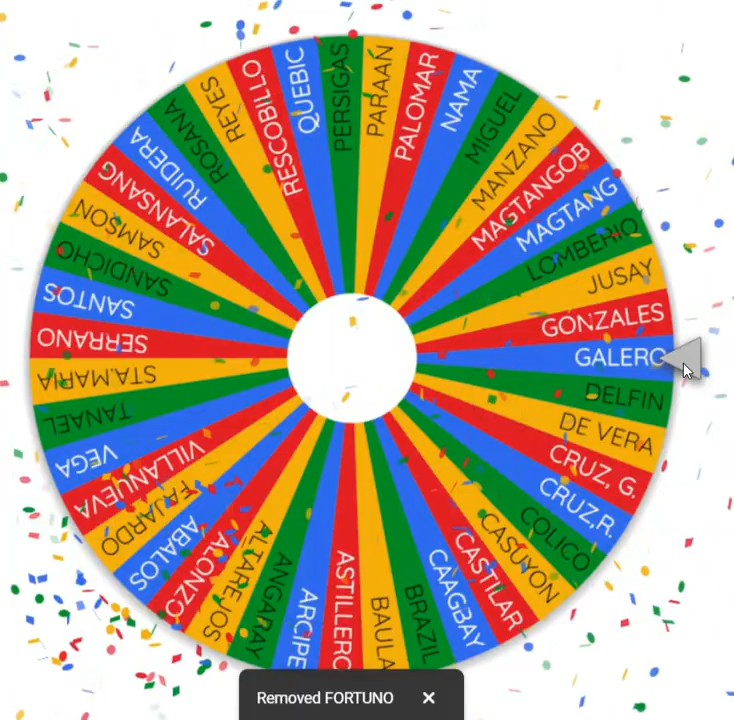 PERSIGAS
PARAAN
PALOMAR
NAMA
MIGUEL
MANZANO
MAGTANGOB
MAGTANG
LOMBERIO
JUSAY
GONZALES
GALERO
DELFIN
DE VERA
CRUZ, G.
CRUZ,R.
COLICO
CASUYON
CASTILAR
CAAGBAY
BRAZIL
BAULA
ASTILLERO
ARCIPE
ANGARAY
ALTAREJOS
ALONZO
ABALOS
FAJARDO
VILLANUEVA
VEGA
TANAEL
STA.MARIA
SERRANO
SANTOS
SANDICHO
SAMSON
SALANSANG
RUIDERA
ROSANA
REYES
RESCOBILLO
QUEBIC
Removed FORTUNO